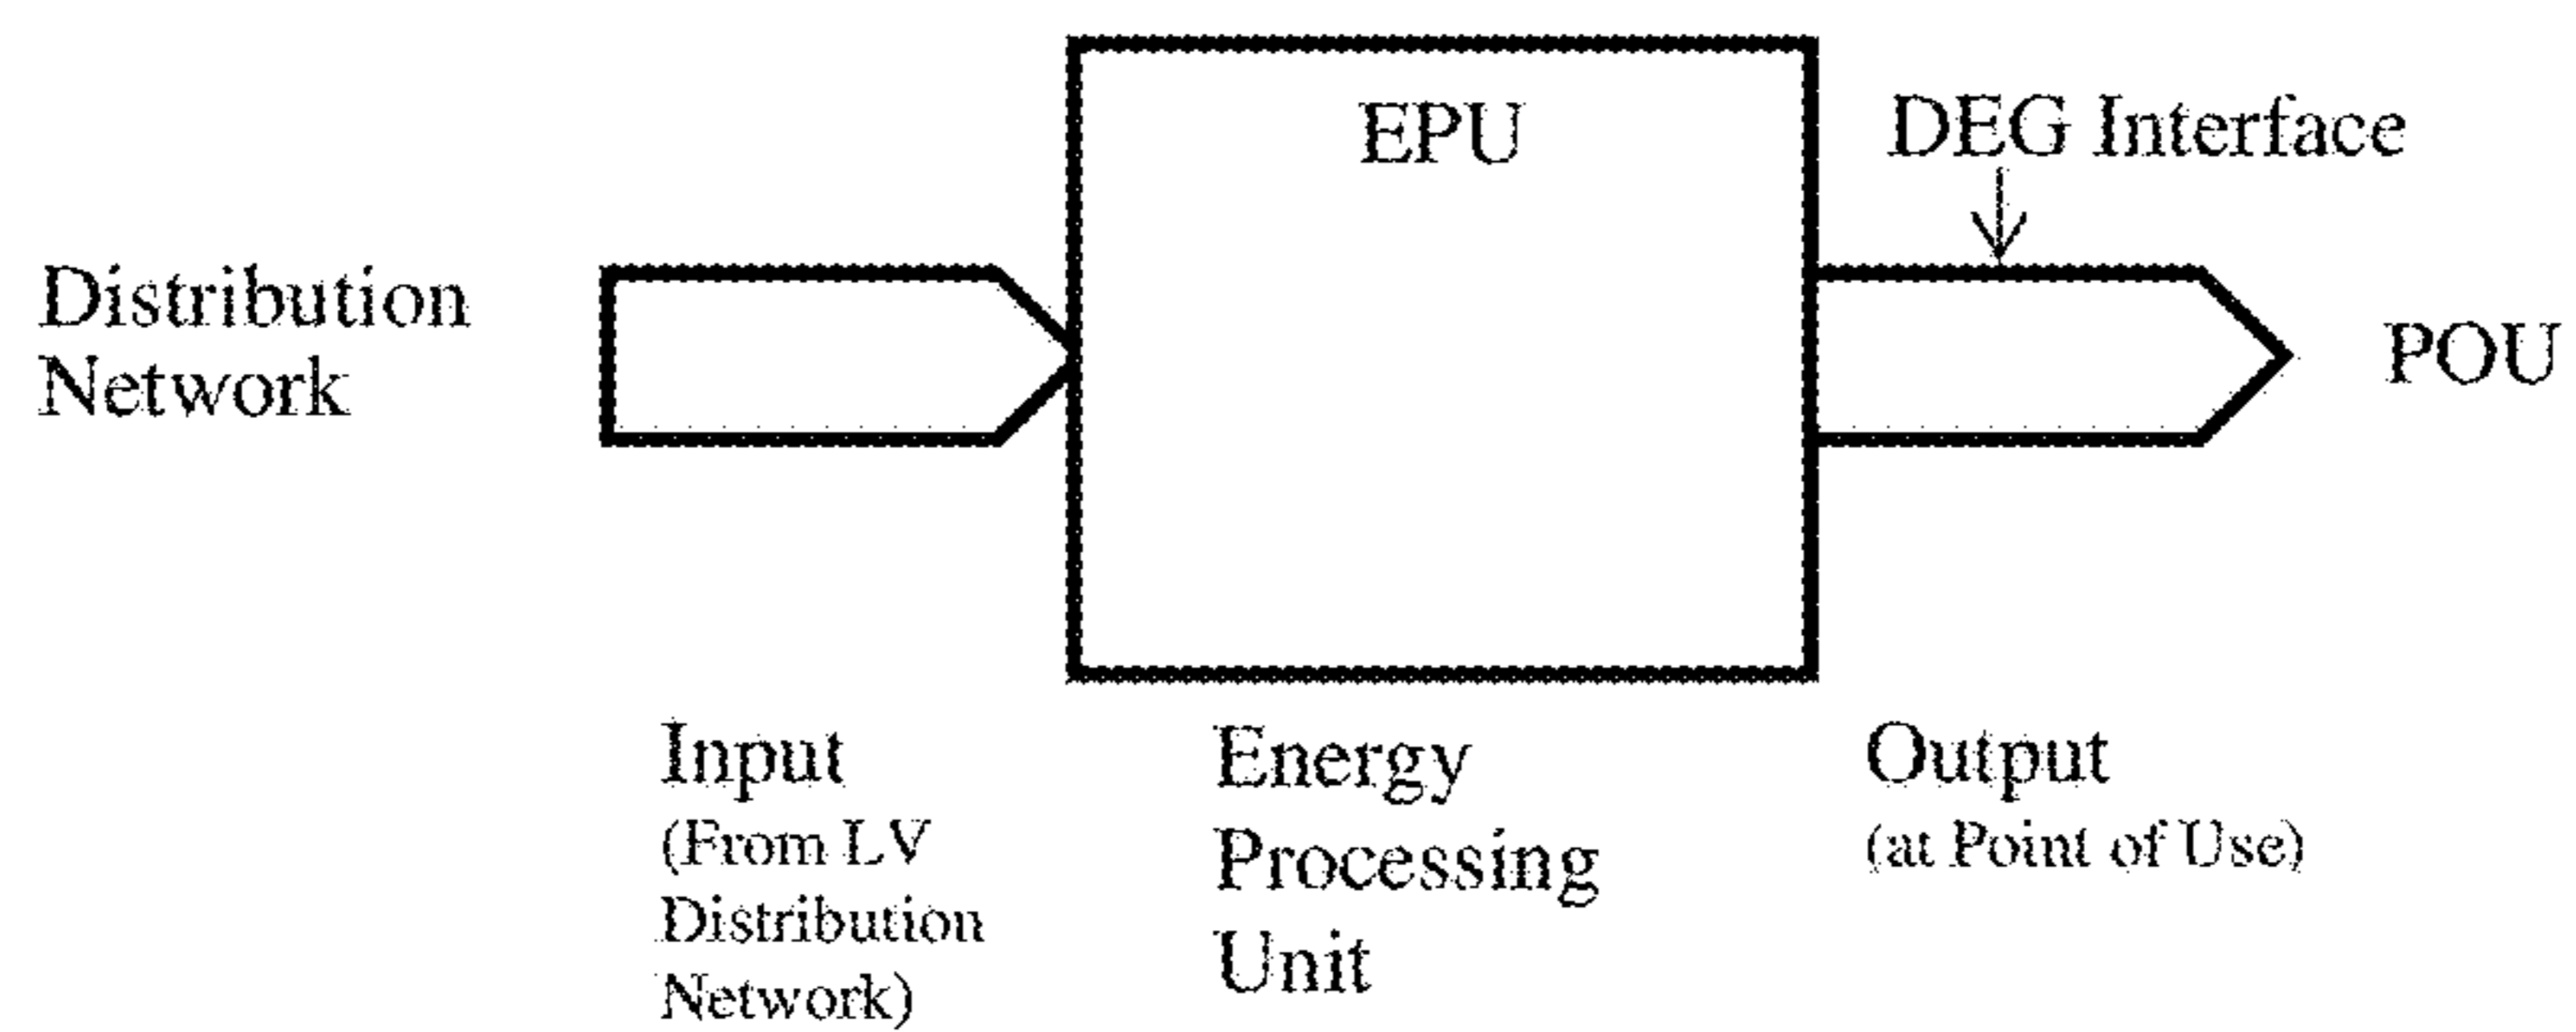 EPU
DEG Interface
Distribution
Network
POU
Input
(From LV
Distribution
Network)
Energy
Processing
Unit
Output
(at Point of Use)